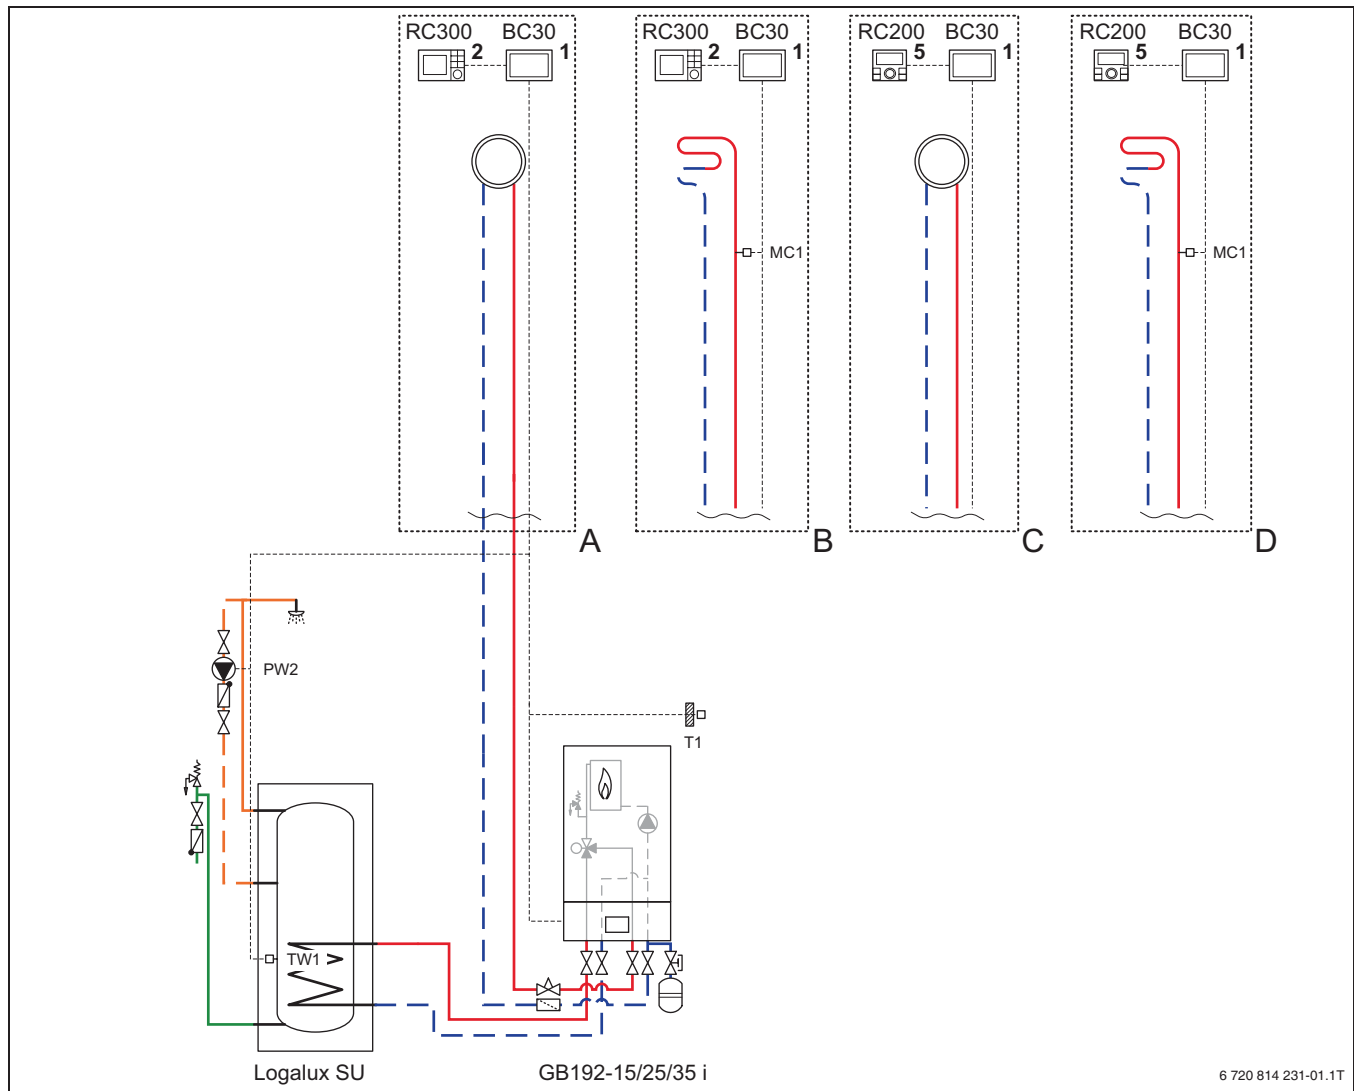 RC300 BC30 RC300 BC30 RC200 BC30 RC200 BC30
2 1 2 1 5 1 5 1
MC1 MC1
A B C D
PW2
T1
TW1
Logalux SU GB192-15/25/35 i
6 720 814 231-01.1T